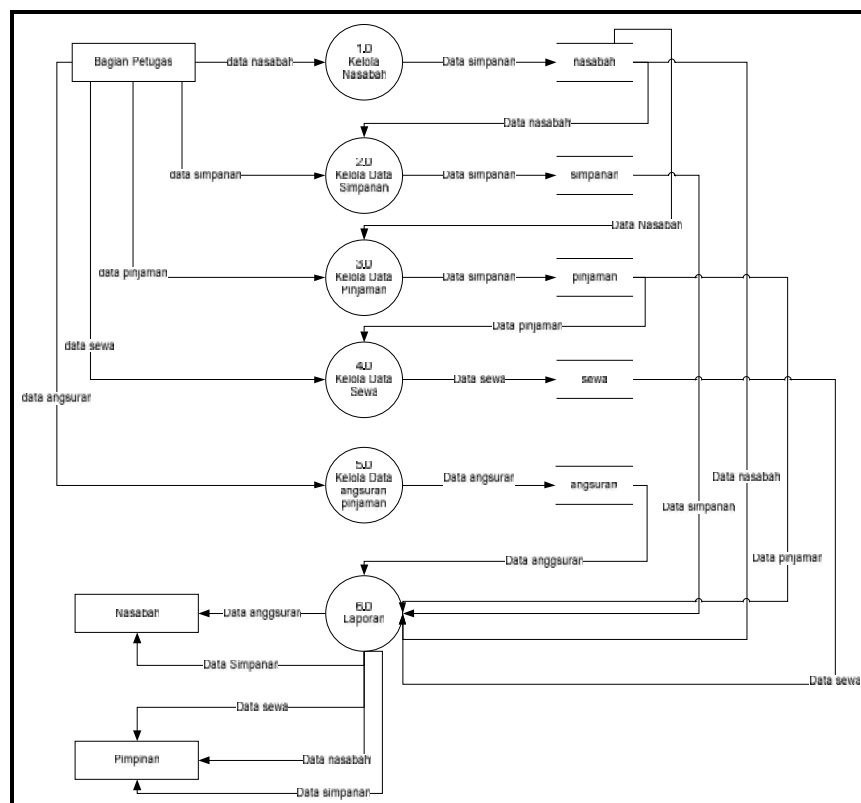 Bagian Petugas
data nasabah
1.0
Kelola
Nasabah
Data simpanan
nasabah
Data nasabah
data simpanan
2.0
Kelola Data
Simpanan
Data simpanan
simpanan
Data Nasabah
data pinjaman
3.0
Kelola Data
Pinjaman
Data simpanan
pinjaman
Data pinjaman
data sewa
4.0
Kelola Data
Sewa
Data sewa
sewa
data angsuran
5.0
Kelola Data
angsuran
pinjaman
Data angsuran
angsuran
Data nasabah
Data simpanan
Data anggsuran
Data pinjaman
Nasabah
Data anggsuran
6.0
Laporan
Data Simpanan
Data sewa
Data sewa
Pimpinan
Data nasabah
Data simpanan